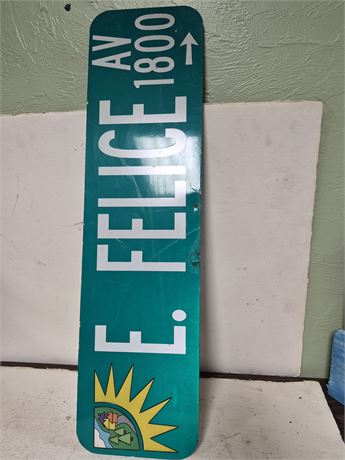 E. FELICE AV
1800 →